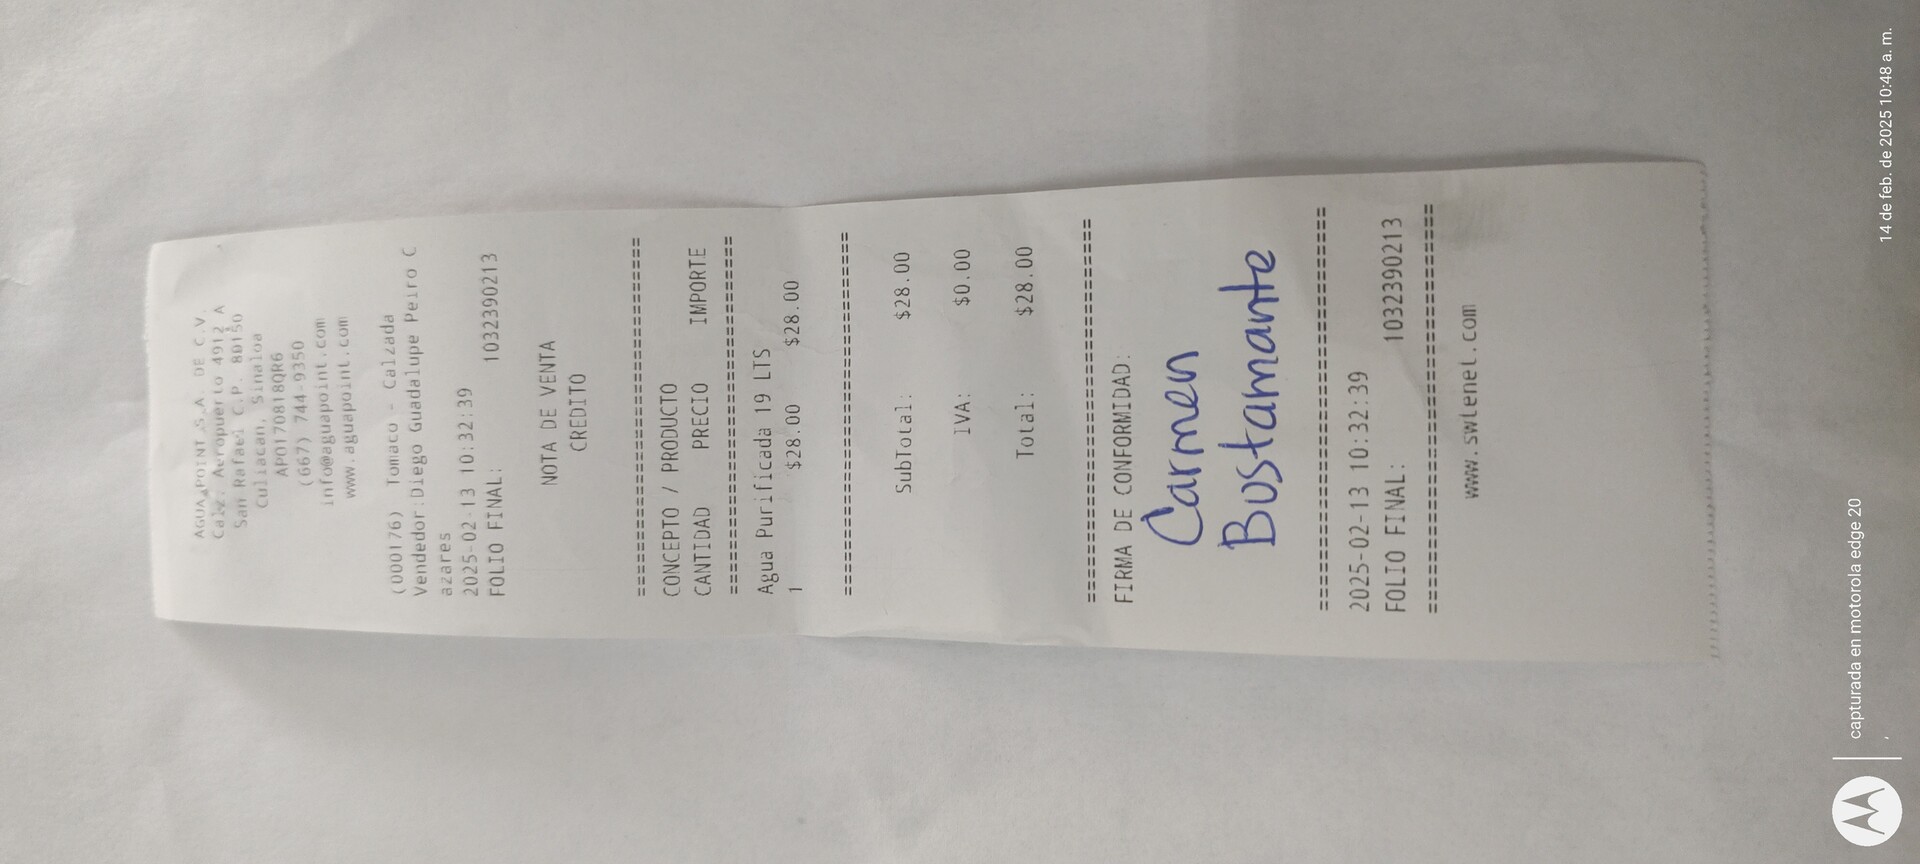 AGUA POINT S.A. DE C.V.
Calz. Aeropuerto 4912 A
San Rafael C.P. 80150
Culiacan, Sinaloa
APO170818QR6
(667) 744-9350
info@aguapoint.com
www.aguapoint.com
(000176) Tomaco - Calzada
Vendedor:Diego Guadalupe Peiro C
azares
2025-02-13 10:32:39
FOLIO FINAL: 1032390213
NOTA DE VENTA
CREDITO
================================
CONCEPTO / PRODUCTO
CANTIDAD PRECIO IMPORTE
================================
Agua Purificada 19 LTS
1 $28.00 $28.00
================================
SubTotal: $28.00
IVA: $0.00
Total: $28.00
================================
FIRMA DE CONFORMIDAD:
Carmen
Bustamante
================================
2025-02-13 10:32:39
FOLIO FINAL: 1032390213
================================
www.swtenet.com
capturada en motorola edge 20
,
14 de feb. de 2025 10:48 a. m.